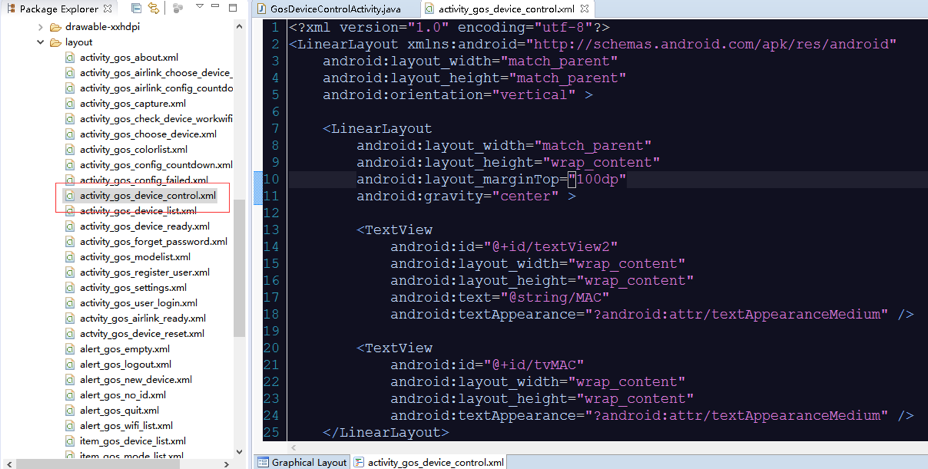 Package Explorer
drawable-xxhdpi
layout
activity_gos_about.xml
activity_gos_airlink_choose_device_
activity_gos_airlink_config_countdo
activity_gos_capture.xml
activity_gos_check_device_workwifi
activity_gos_choose_device.xml
activity_gos_colorlist.xml
activity_gos_config_countdown.xml
activity_gos_config_failed.xml
activity_gos_device_control.xml
activity_gos_device_list.xml
activity_gos_device_ready.xml
activity_gos_forget_password.xml
activity_gos_modelist.xml
activity_gos_register_user.xml
activity_gos_settings.xml
activity_gos_user_login.xml
actvity_gos_airlink_ready.xml
actvity_gos_device_reset.xml
alert_gos_empty.xml
alert_gos_logout.xml
alert_gos_new_device.xml
alert_gos_no_id.xml
alert_gos_quit.xml
alert_gos_wifi_list.xml
item_gos_device_list.xml
item_gos_mode_list.xml
GosDeviceControlActivity.java
activity_gos_device_control.xml
1 <?xml version="1.0" encoding="utf-8"?>
2 <LinearLayout xmlns:android="http://schemas.android.com/apk/res/android"
3 android:layout_width="match_parent"
4 android:layout_height="match_parent"
5 android:orientation="vertical" >
6
7 <LinearLayout
8 android:layout_width="match_parent"
9 android:layout_height="wrap_content"
10 android:layout_marginTop="100dp"
11 android:gravity="center" >
12
13 <TextView
14 android:id="@+id/textView2"
15 android:layout_width="wrap_content"
16 android:layout_height="wrap_content"
17 android:text="@string/MAC"
18 android:textAppearance="?android:attr/textAppearanceMedium" />
19
20 <TextView
21 android:id="@+id/tvMAC"
22 android:layout_width="wrap_content"
23 android:layout_height="wrap_content"
24 android:textAppearance="?android:attr/textAppearanceMedium" />
25 </LinearLayout>
Graphical Layout
activity_gos_device_control.xml